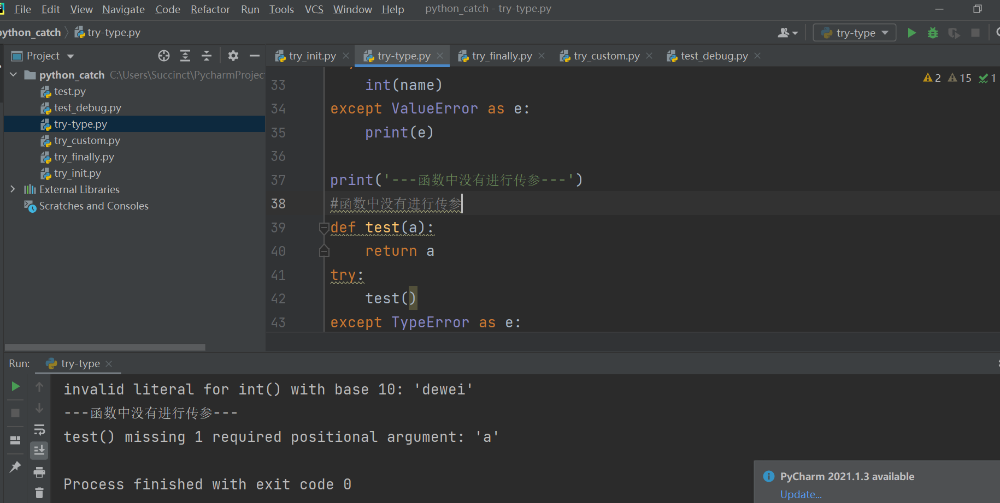 File Edit View Navigate Code Refactor Run Tools VCS Window Help python_catch - try-type.py
python_catch try-type.py
try-type
Project
try_init.py try-type.py try_finally.py try_custom.py test_debug.py
python_catch C:\Users\Succinct\PycharmProjec
test.py
test_debug.py
try-type.py
try_custom.py
try_finally.py
try_init.py
External Libraries
Scratches and Consoles
2 15 1
33 int(name)
34 except ValueError as e:
35 print(e)
36
37 print('---函数中没有进行传参---')
38 #函数中没有进行传参
39 def test(a):
40 return a
41 try:
42 test()
43 except TypeError as e:
Run: try-type
invalid literal for int() with base 10: 'dewei'
---函数中没有进行传参---
test() missing 1 required positional argument: 'a'
Process finished with exit code 0
PyCharm 2021.1.3 available
Update...